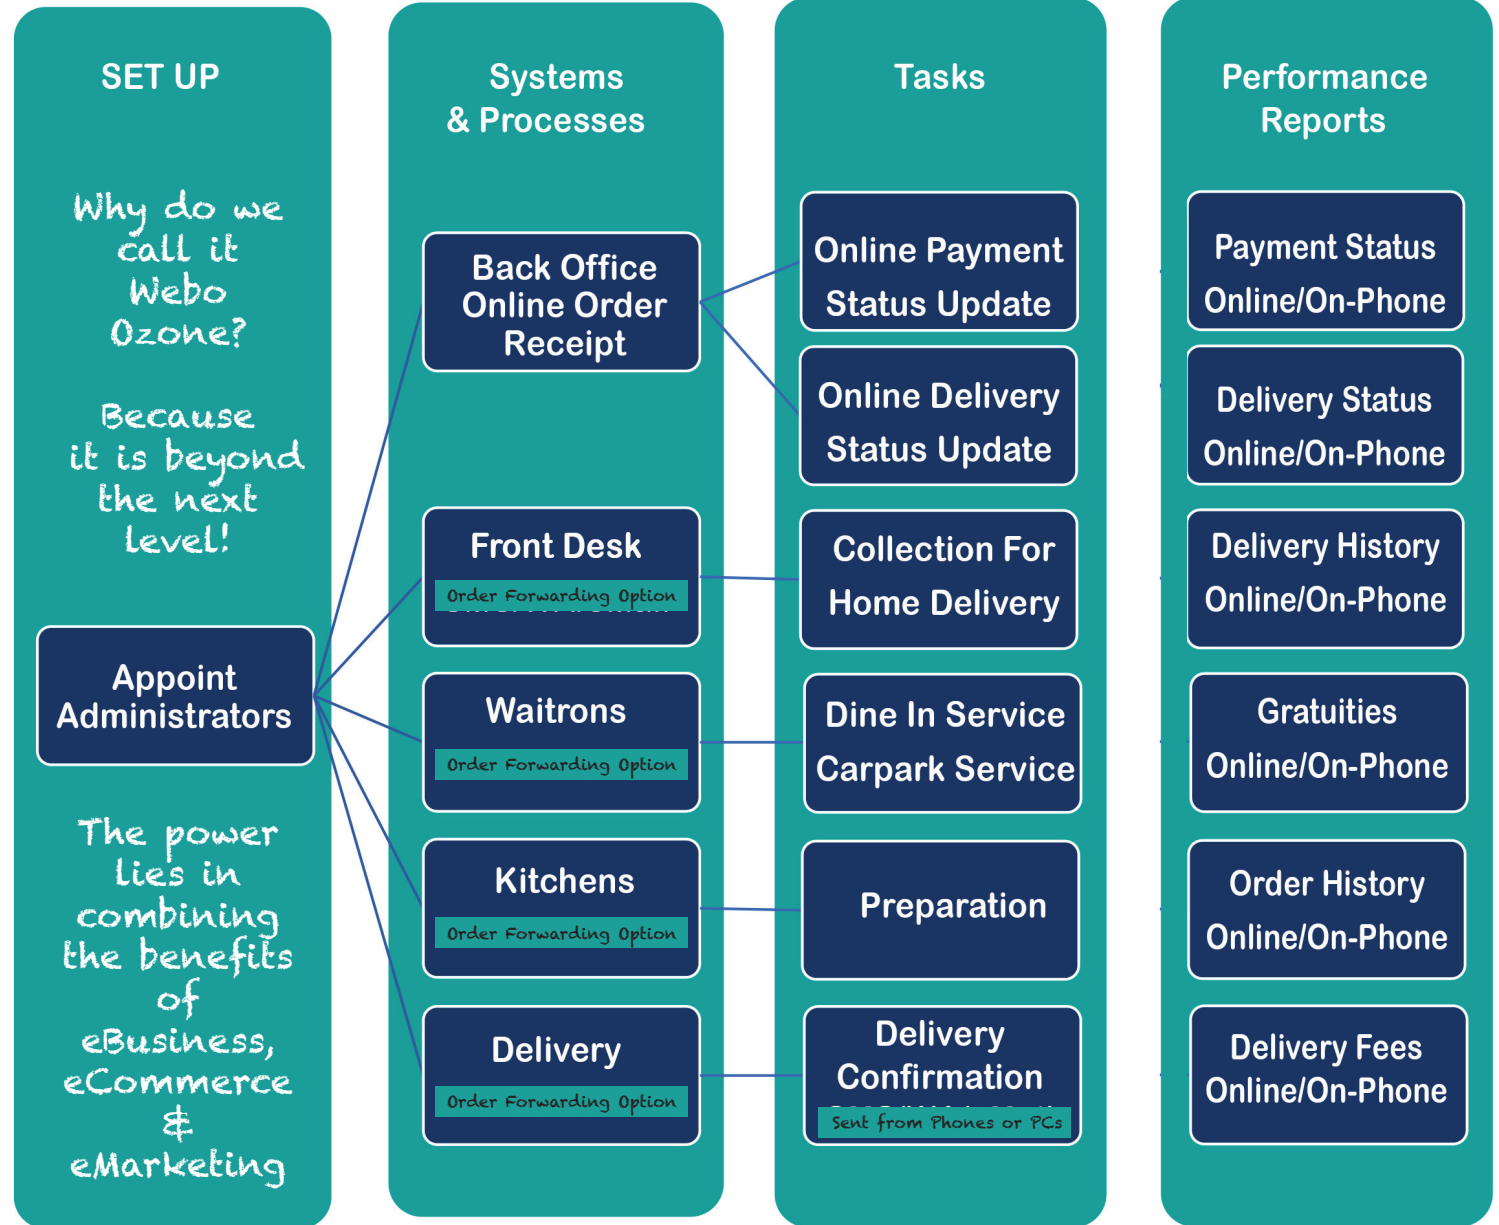 SET UP
Why do we
call it
Webo
Ozone?
Because
it is beyond
the next
level!
Appoint
Administrators
The power
lies in
combining
the benefits
of
eBusiness,
eCommerce
&
eMarketing
Systems
& Processes
Back Office
Online Order
Receipt
Front Desk
Order Forwarding Option
Waitrons
Order Forwarding Option
Kitchens
Order Forwarding Option
Delivery
Order Forwarding Option
Tasks
Online Payment
Status Update
Online Delivery
Status Update
Collection For
Home Delivery
Dine In Service
Carpark Service
Preparation
Delivery
Confirmation
Sent from Phones or PCs
Performance
Reports
Payment Status
Online/On-Phone
Delivery Status
Online/On-Phone
Delivery History
Online/On-Phone
Gratuities
Online/On-Phone
Order History
Online/On-Phone
Delivery Fees
Online/On-Phone